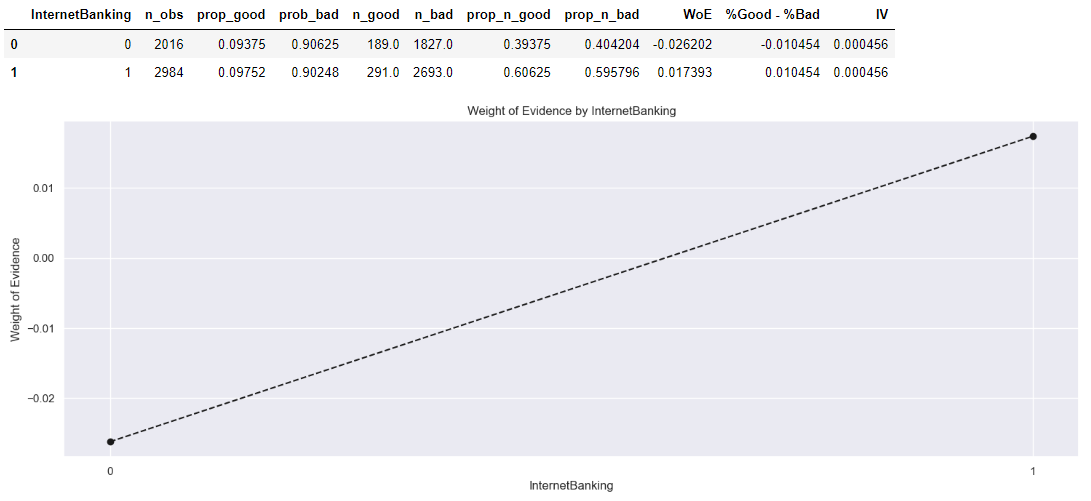 InternetBanking n_obs prop_good prob_bad n_good n_bad prop_n_good prop_n_bad WoE %Good - %Bad IV
0 0 2016 0.09375 0.90625 189.0 1827.0 0.39375 0.404204 -0.026202 -0.010454 0.000456
1 1 2984 0.09752 0.90248 291.0 2693.0 0.60625 0.595796 0.017393 0.010454 0.000456
Weight of Evidence by InternetBanking
0.01
0.00
−0.01
−0.02
Weight of Evidence
0 1
InternetBanking